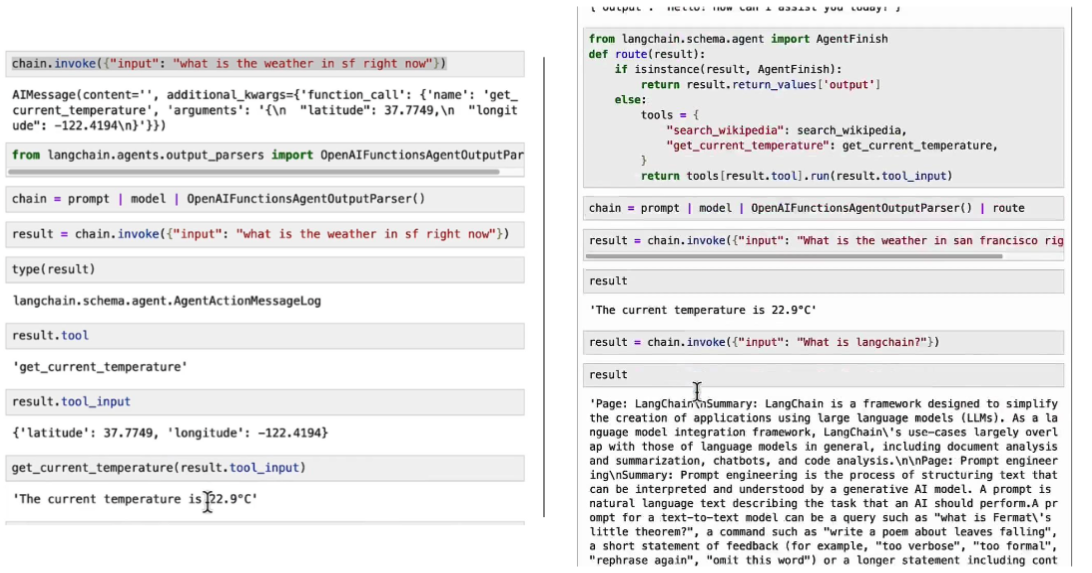 chain.invoke({"input": "what is the weather in sf right now"})
AIMessage(content='', additional_kwargs={'function_call': {'name': 'get_
current_temperature', 'arguments': '{\n  "latitude": 37.7749,\n  "longit
ude": -122.4194\n}'}})
from langchain.agents.output_parsers import OpenAIFunctionsAgentOutputPar
chain = prompt | model | OpenAIFunctionsAgentOutputParser()
result = chain.invoke({"input": "what is the weather in sf right now"})
type(result)
langchain.schema.agent.AgentActionMessageLog
result.tool
'get_current_temperature'
result.tool_input
{'latitude': 37.7749, 'longitude': -122.4194}
get_current_temperature(result.tool_input)
'The current temperature is 22.9°C'
{'output': 'Hello! How can I assist you today?'}
from langchain.schema.agent import AgentFinish
def route(result):
    if isinstance(result, AgentFinish):
        return result.return_values['output']
    else:
        tools = {
            "search_wikipedia": search_wikipedia,
            "get_current_temperature": get_current_temperature,
        }
        return tools[result.tool].run(result.tool_input)
chain = prompt | model | OpenAIFunctionsAgentOutputParser() | route
result = chain.invoke({"input": "What is the weather in san francisco rig
result
'The current temperature is 22.9°C'
result = chain.invoke({"input": "What is langchain?"})
result
'Page: LangChain\nSummary: LangChain is a framework designed to simplify
the creation of applications using large language models (LLMs). As a la
nguage model integration framework, LangChain\'s use-cases largely overl
ap with those of language models in general, including document analysis
and summarization, chatbots, and code analysis.\n\nPage: Prompt engineer
ing\nSummary: Prompt engineering is the process of structuring text that
can be interpreted and understood by a generative AI model. A prompt is
natural language text describing the task that an AI should perform.A pr
ompt for a text-to-text model can be a query such as "what is Fermat\'s
little theorem?", a command such as "write a poem about leaves falling",
a short statement of feedback (for example, "too verbose", "too formal",
"rephrase again", "omit this word") or a longer statement including cont